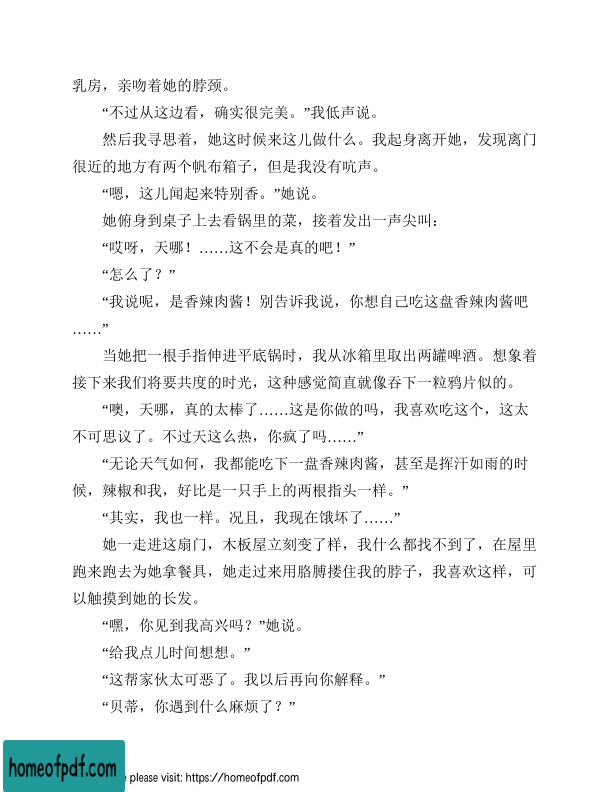 乳房，亲吻着她的脖颈。
“不过从这边看，确实很完美。”我低声说。
然后我寻思着，她这时候来这儿做什么。我起身离开她，发现离门
很近的地方有两个帆布箱子，但是我没有吭声。
“嗯，这儿闻起来特别香。”她说。
她俯身到桌子上去看锅里的菜，接着发出一声尖叫：
“哎呀，天哪！……这不会是真的吧！”
“怎么了？”
“我说呢，是香辣肉酱！别告诉我说，你想自己吃这盘香辣肉酱吧
……”
当她把一根手指伸进平底锅时，我从冰箱里取出两罐啤酒。想象着
接下来我们将要共度的时光，这种感觉简直就像吞下一粒鸦片似的。
“噢，天哪，真的太棒了……这是你做的吗，我喜欢吃这个，这太
不可思议了。不过天这么热，你疯了吗……”
“无论天气如何，我都能吃下一盘香辣肉酱，甚至是挥汗如雨的时
候，辣椒和我，好比是一只手上的两根指头一样。”
“其实，我也一样。况且，我现在饿坏了……”
她一走进这扇门，木板屋立刻变了样，我什么都找不到了，在屋里
跑来跑去为她拿餐具，她走过来用胳膊搂住我的脖子，我喜欢这样，可
以触摸到她的长发。
“嘿，你见到我高兴吗？”她说。
“给我点儿时间想想。”
“这帮家伙太可恶了。我以后再向你解释。”
“贝蒂，你遇到什么麻烦了？”
homeofpdf.com
e please visit: https://homeofpdf.com